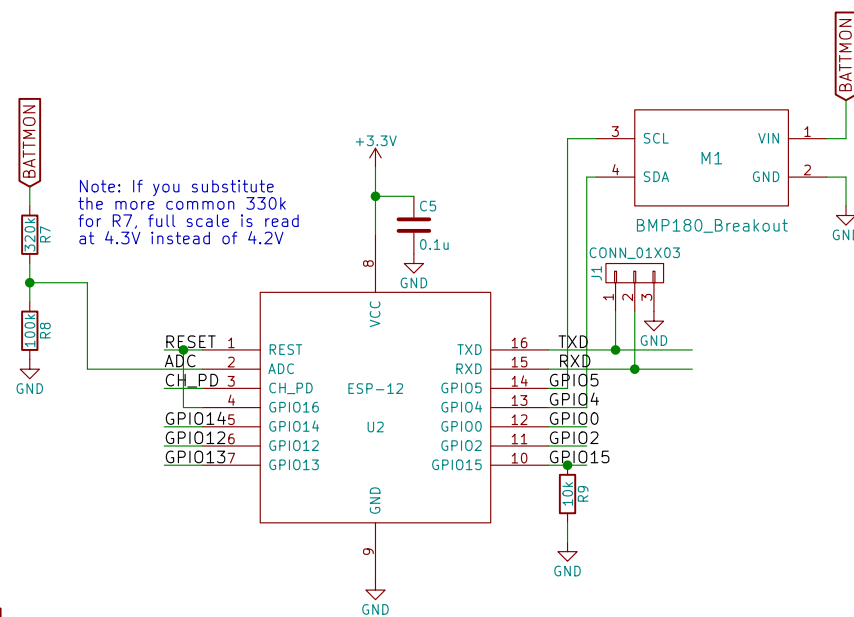 BATTMON
320k
R7
100k
R8
GND
Note: If you substitute
the more common 330k
for R7, full scale is read
at 4.3V instead of 4.2V
+3.3V
C5
0.1u
GND
8
VCC
RESET 1 REST
ADC 2 ADC
CH_PD 3 CH_PD
4 GPIO16
GPIO14 5 GPIO14
GPIO12 6 GPIO12
GPIO13 7 GPIO13
ESP-12
U2
GND
9
GND
TXD 16 TXD
RXD 15 RXD
GPIO5 14 GPIO5
GPIO4 13 GPIO4
GPIO0 12 GPIO0
GPIO2 11 GPIO2
GPIO15 10 GPIO15
10k
R9
GND
CONN_01X03
J1
1
2
3
GND
BATTMON
3 SCL
4 SDA
M1
VIN 1
GND 2
BMP180_Breakout
GND